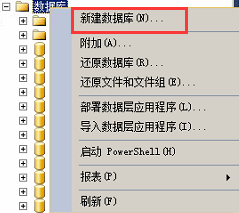 数据库
新建数据库(N)...
附加(A)...
还原数据库(R)...
还原文件和文件组(E)...
部署数据层应用程序(L)...
导入数据层应用程序(I)...
启动 PowerShell(H)
报表(P)
刷新(F)